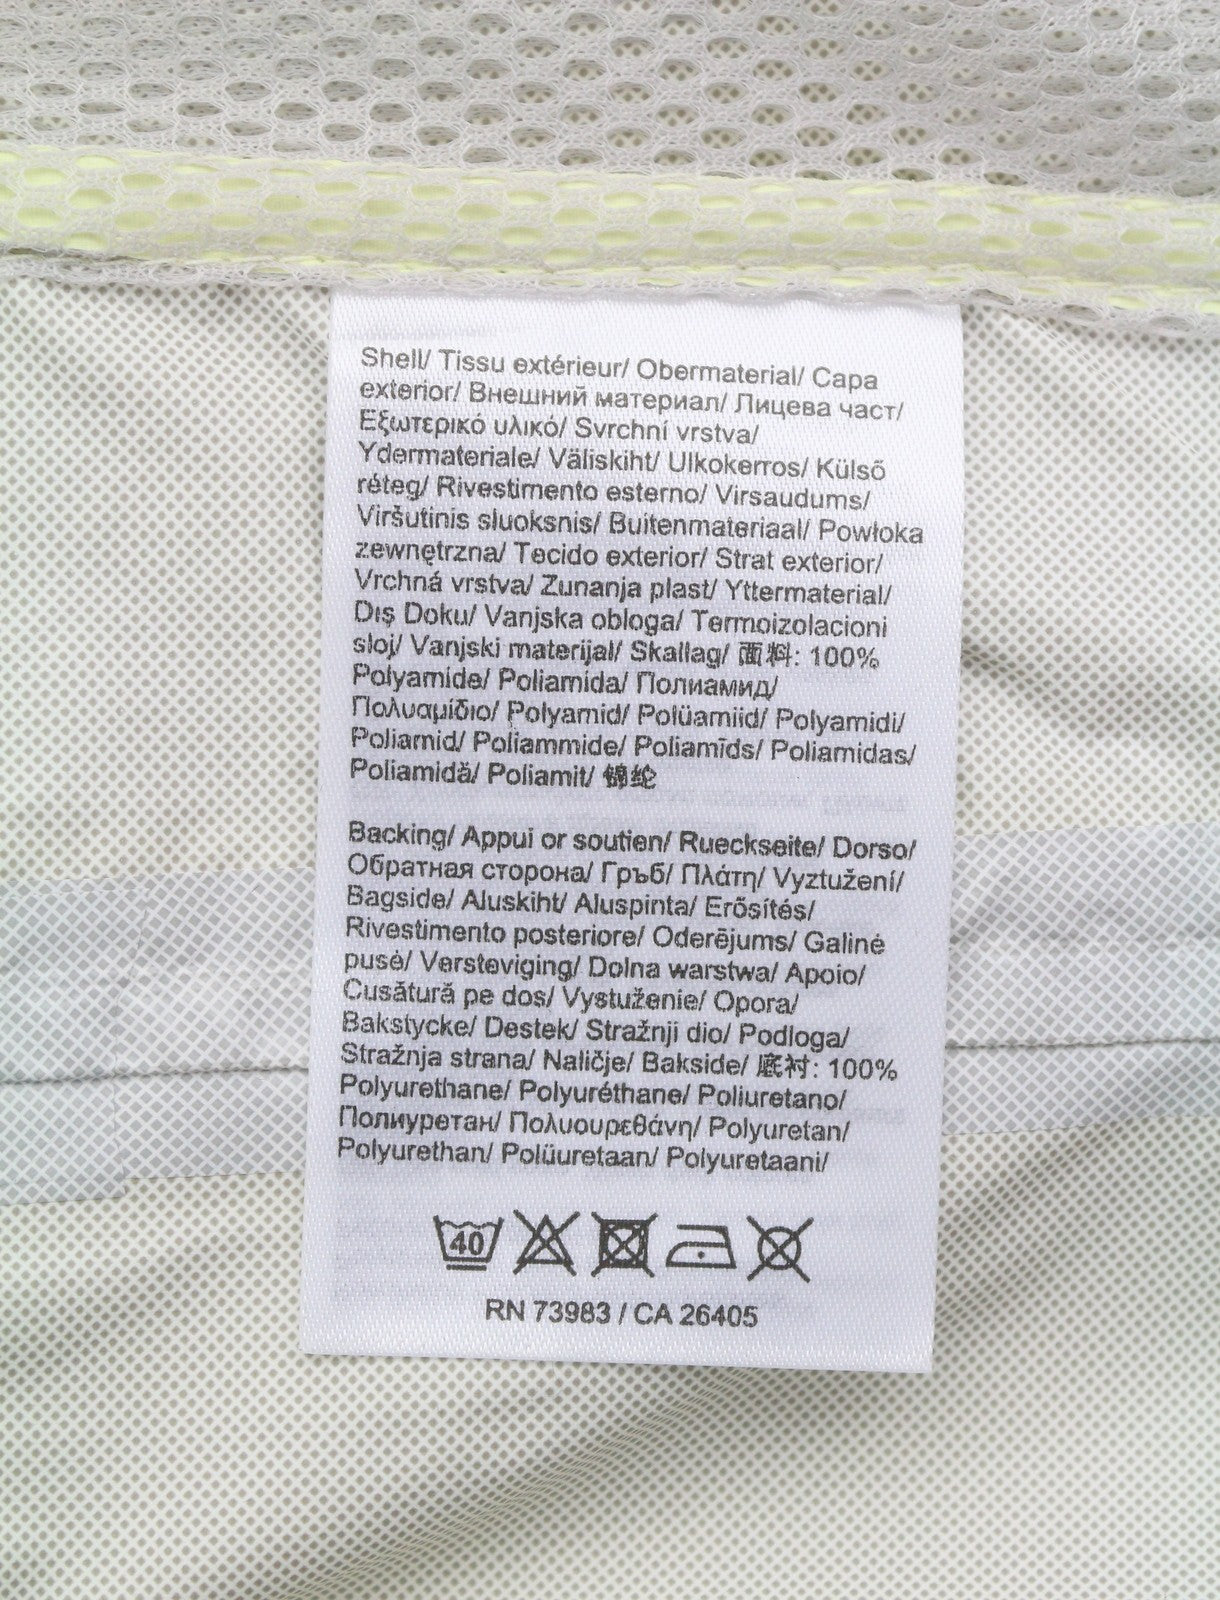 Shell/ Tissu extérieur/ Obermaterial/ Capa
exterior/ Внешний материал/ Лицева част/
Εξωτερικό υλικό/ Svrchní vrstva/
Ydermateriale/ Väliskiht/ Ulkokerros/ Külső
réteg/ Rivestimento esterno/ Virsaudums/
Viršutinis sluoksnis/ Buitenmateriaal/ Powłoka
zewnętrzna/ Tecido exterior/ Strat exterior/
Vrchná vrstva/ Zunanja plast/ Yttermaterial/
Dış Doku/ Vanjska obloga/ Termoizolacioni
sloj/ Vanjski materijal/ Skallag/ 面料: 100%
Polyamide/ Poliamida/ Полиамид/
Πολυαμίδιο/ Polyamid/ Polüamiid/ Polyamidi/
Poliamid/ Poliammide/ Poliamīds/ Poliamidas/
Poliamidă/ Poliamit/ 锦纶
Backing/ Appui or soutien/ Rueckseite/ Dorso/
Обратная сторона/ Гръб/ Πλάτη/ Vyztužení/
Bagside/ Aluskiht/ Aluspinta/ Erősítés/
Rivestimento posteriore/ Oderējums/ Galinė
pusė/ Versteviging/ Dolna warstwa/ Apoio/
Cusătură pe dos/ Vystuženie/ Opora/
Bakstycke/ Destek/ Stražnji dio/ Podloga/
Stražnja strana/ Naličje/ Bakside/ 底衬: 100%
Polyurethane/ Polyuréthane/ Poliuretano/
Полиуретан/ Πολυουρεθάνη/ Polyuretan/
Polyurethan/ Polüuretaan/ Polyuretaani/
40
RN 73983 / CA 26405